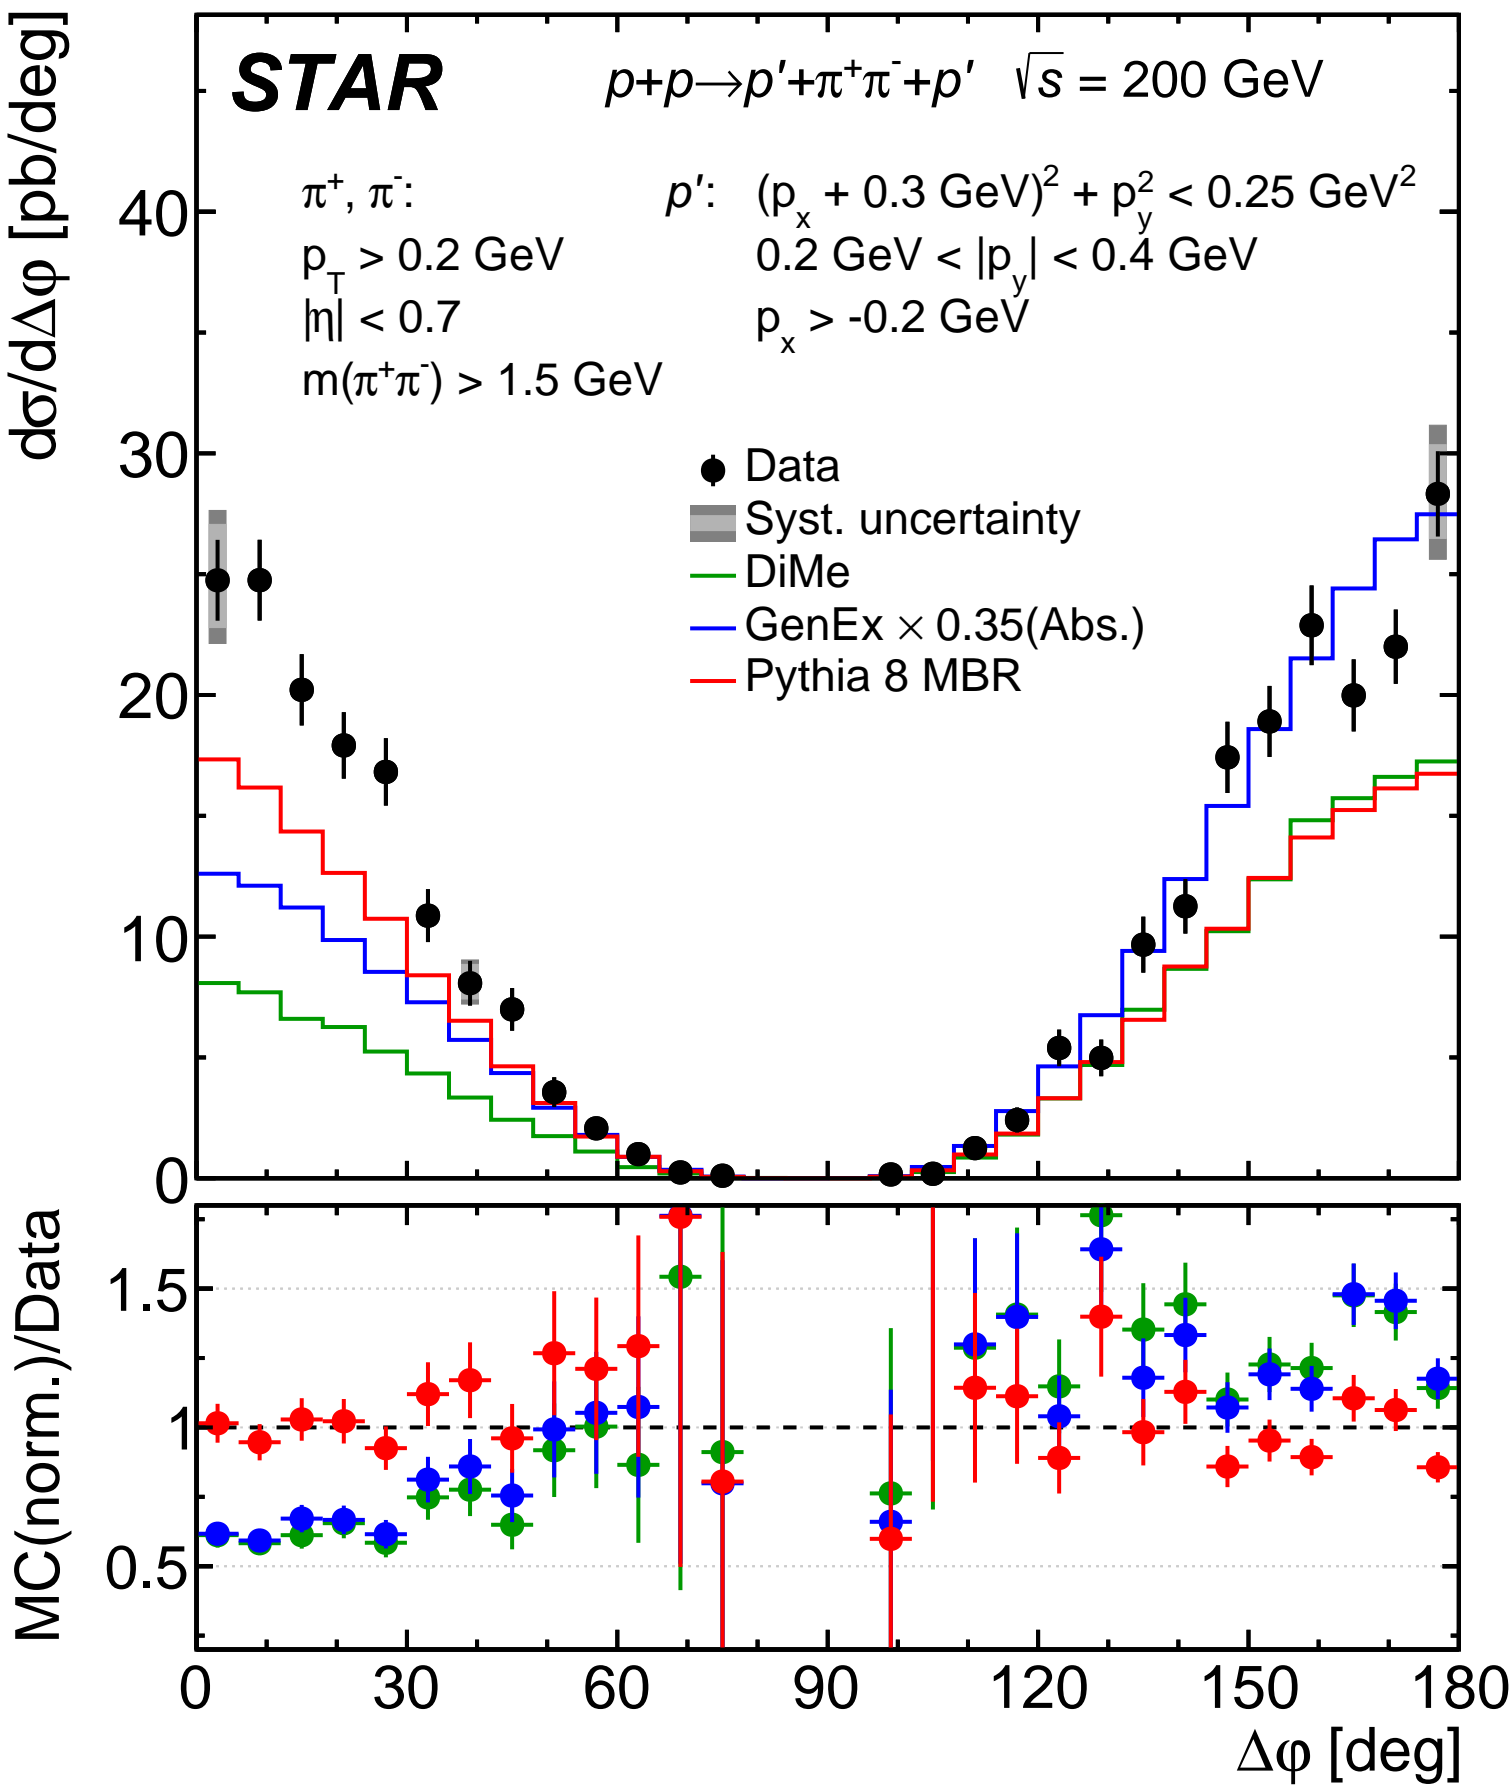 STAR p+p→p′+π⁺π⁻+p′ √s = 200 GeV
π⁺, π⁻: p′: (pₓ + 0.3 GeV)² + p_y² < 0.25 GeV²
p_T > 0.2 GeV 0.2 GeV < |p_y| < 0.4 GeV
|η| < 0.7 pₓ > -0.2 GeV
m(π⁺π⁻) > 1.5 GeV
Data
Syst. uncertainty
DiMe
GenEx × 0.35(Abs.)
Pythia 8 MBR
dσ/dΔφ [pb/deg]
40
30
20
10
0
MC(norm.)/Data
1.5
1
0.5
0 30 60 90 120 150 180
Δφ [deg]